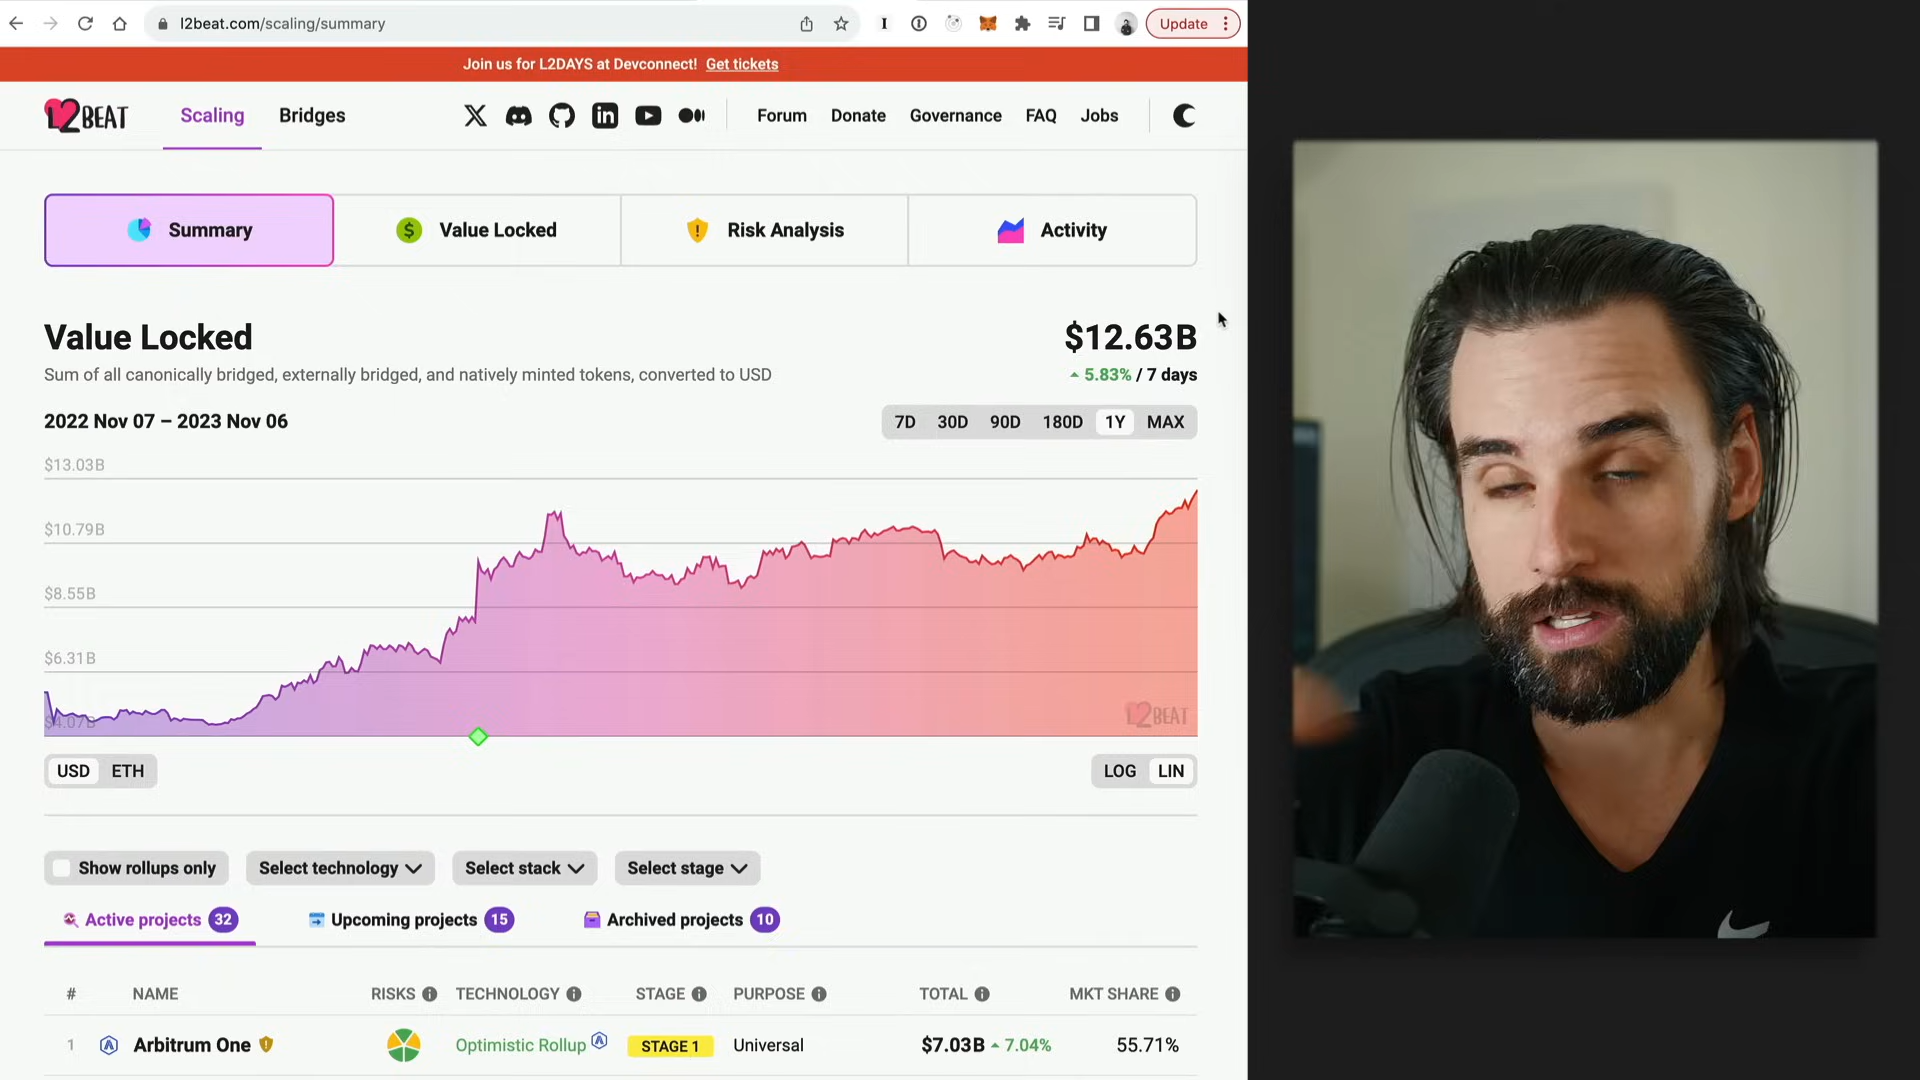 l2beat.com/scaling/summary
Update
Join us for L2DAYS at Devconnect! Get tickets
L2BEAT
Scaling
Bridges
Forum
Donate
Governance
FAQ
Jobs
Summary
Value Locked
Risk Analysis
Activity
Value Locked
$12.63B
Sum of all canonically bridged, externally bridged, and natively minted tokens, converted to USD
5.83% / 7 days
2022 Nov 07 – 2023 Nov 06
7D 30D 90D 180D 1Y MAX
$13.03B
$10.79B
$8.55B
$6.31B
$4.07B
L2BEAT
USD ETH
LOG LIN
Show rollups only
Select technology
Select stack
Select stage
Active projects 32
Upcoming projects 15
Archived projects 10
# NAME RISKS TECHNOLOGY STAGE PURPOSE TOTAL MKT SHARE
1 Arbitrum One Optimistic Rollup STAGE 1 Universal $7.03B 7.04% 55.71%